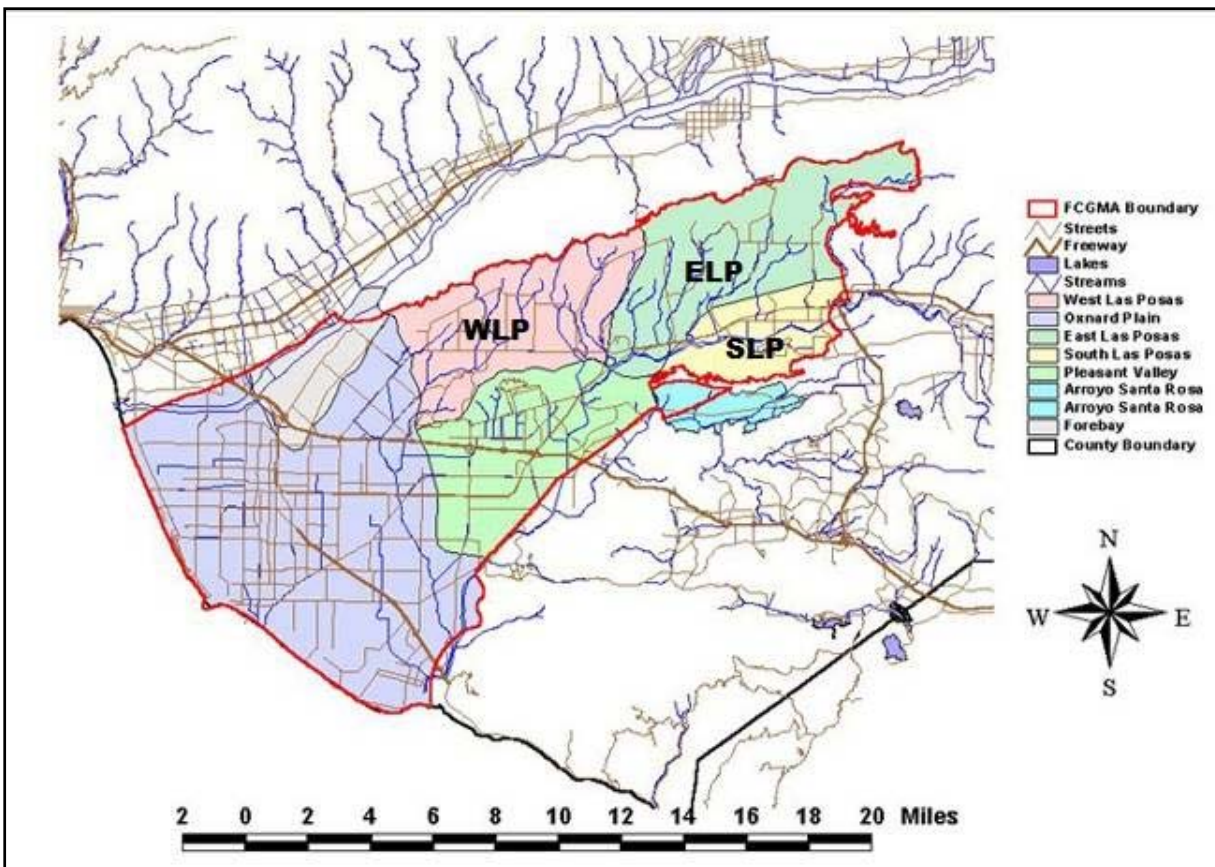 WLP
ELP
SLP
FCGMA Boundary
Streets
Freeway
Lakes
Streams
West Las Posas
Oxnard Plain
East Las Posas
South Las Posas
Pleasant Valley
Arroyo Santa Rosa
Arroyo Santa Rosa
Forebay
County Boundary
N
W E
S
2 0 2 4 6 8 10 12 14 16 18 20 Miles